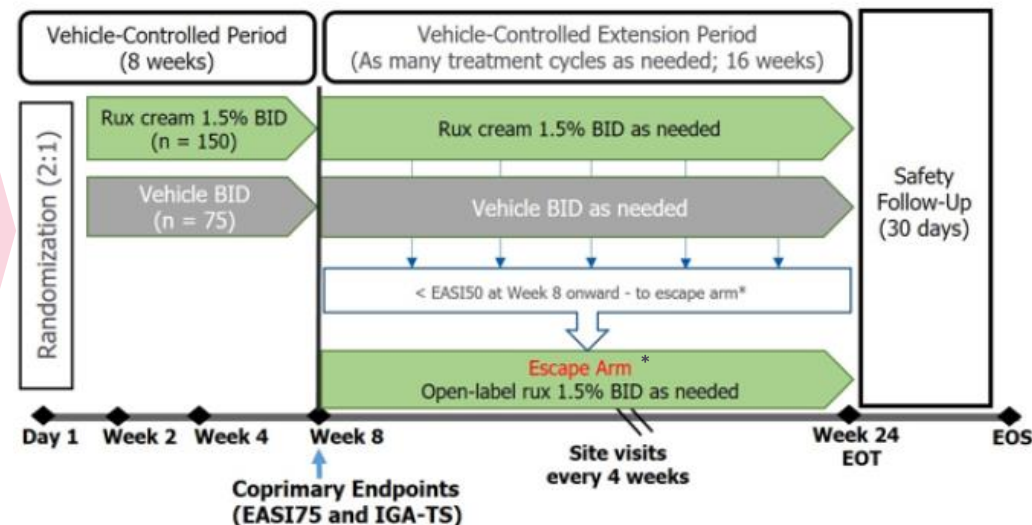 Vehicle-Controlled Period
(8 weeks)
Vehicle-Controlled Extension Period
(As many treatment cycles as needed; 16 weeks)
Randomization (2:1)
Rux cream 1.5% BID
(n = 150)
Rux cream 1.5% BID as needed
Vehicle BID
(n = 75)
Vehicle BID as needed
Safety
Follow-Up
(30 days)
< EASI50 at Week 8 onward - to escape arm*
Escape Arm *
Open-label rux 1.5% BID as needed
Day 1
Week 2
Week 4
Week 8
Site visits
every 4 weeks
Week 24
EOT
EOS
Coprimary Endpoints
(EASI75 and IGA-TS)